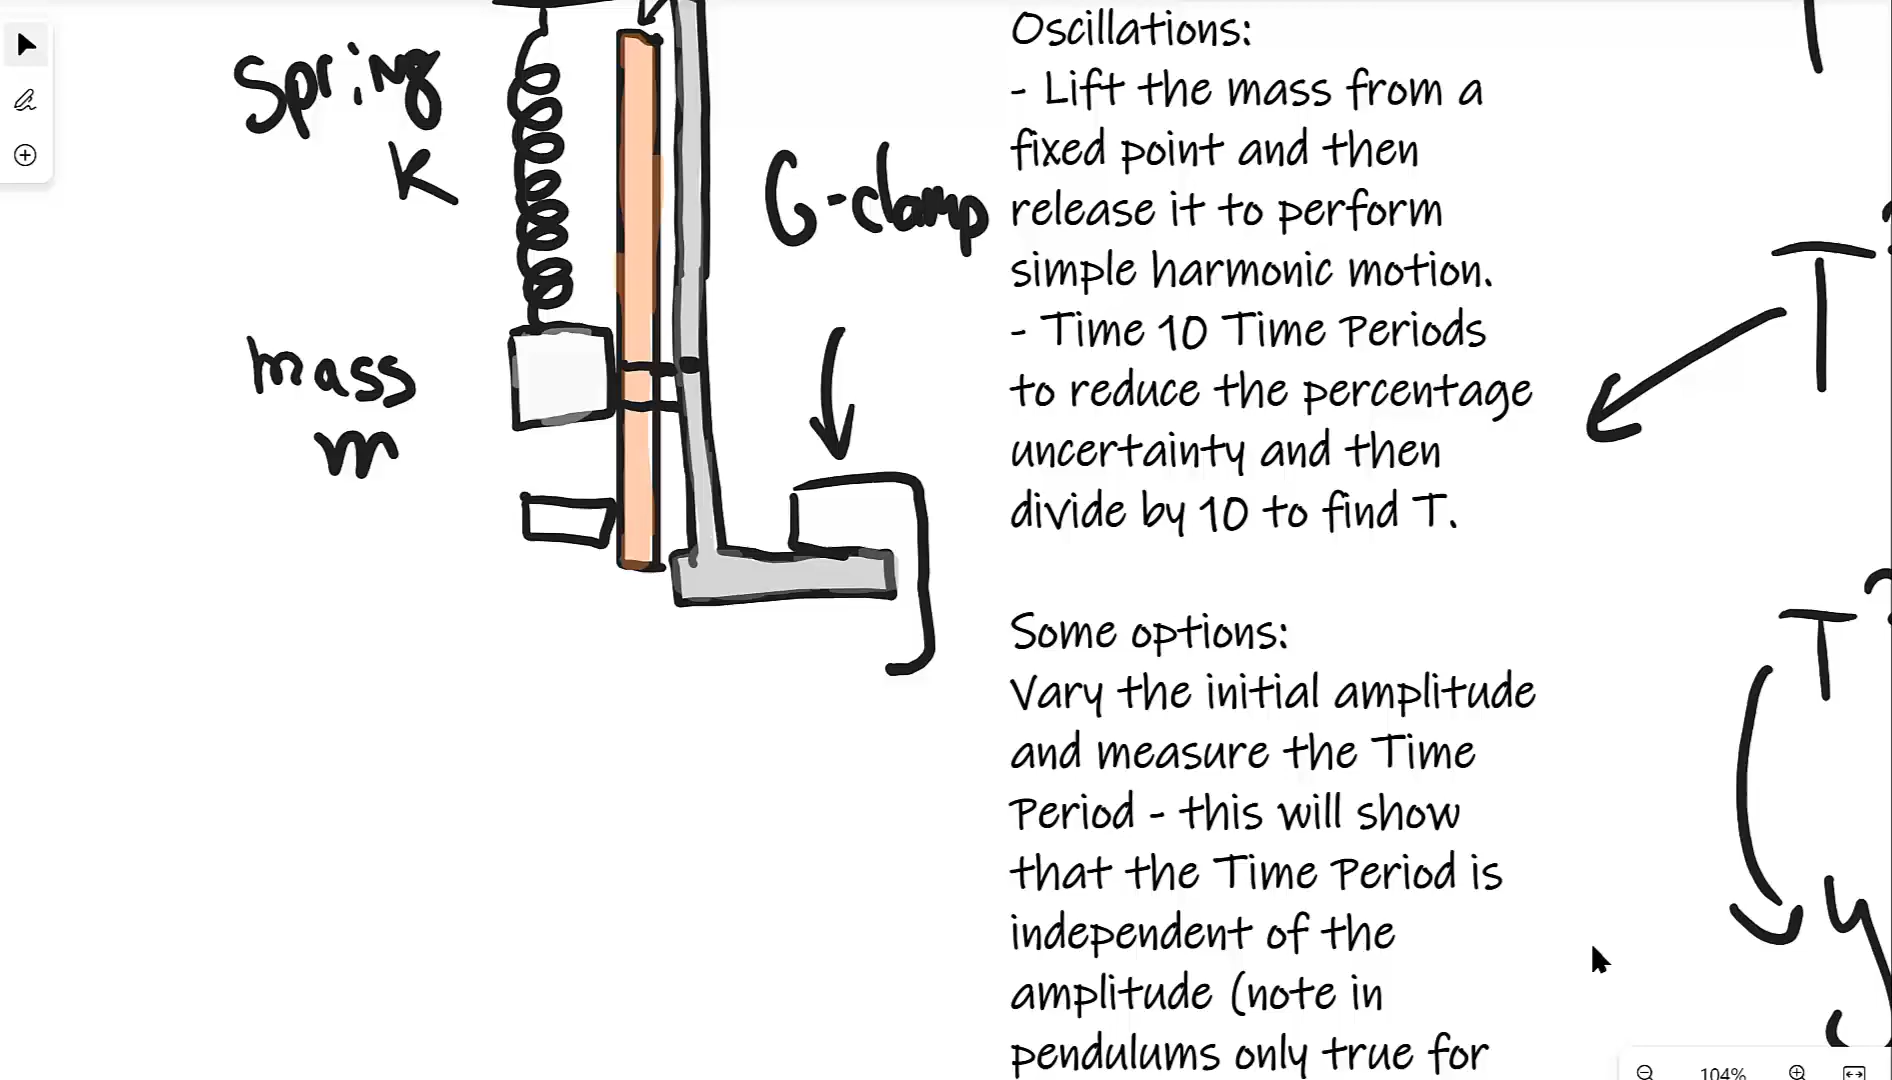 Spring
K
mass
m
G-clamp
Oscillations:
- Lift the mass from a
fixed point and then
release it to perform
simple harmonic motion.
- Time 10 Time Periods
to reduce the percentage
uncertainty and then
divide by 10 to find T.
Some options:
Vary the initial amplitude
and measure the Time
Period - this will show
that the Time Period is
independent of the
amplitude (note in
pendulums only true for
T
T
y
104%